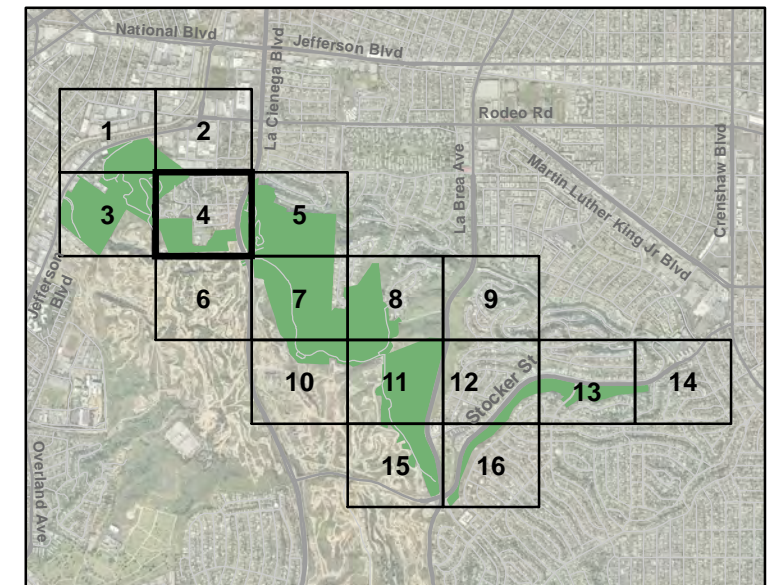 National Blvd
Jefferson Blvd
La Cienega Blvd
Rodeo Rd
1
2
La Brea Ave
Martin Luther King Jr Blvd
Crenshaw Blvd
3
4
5
Jefferson
Blvd
6
7
8
9
10
11
12
Stocker St
13
14
Overland Ave
15
16